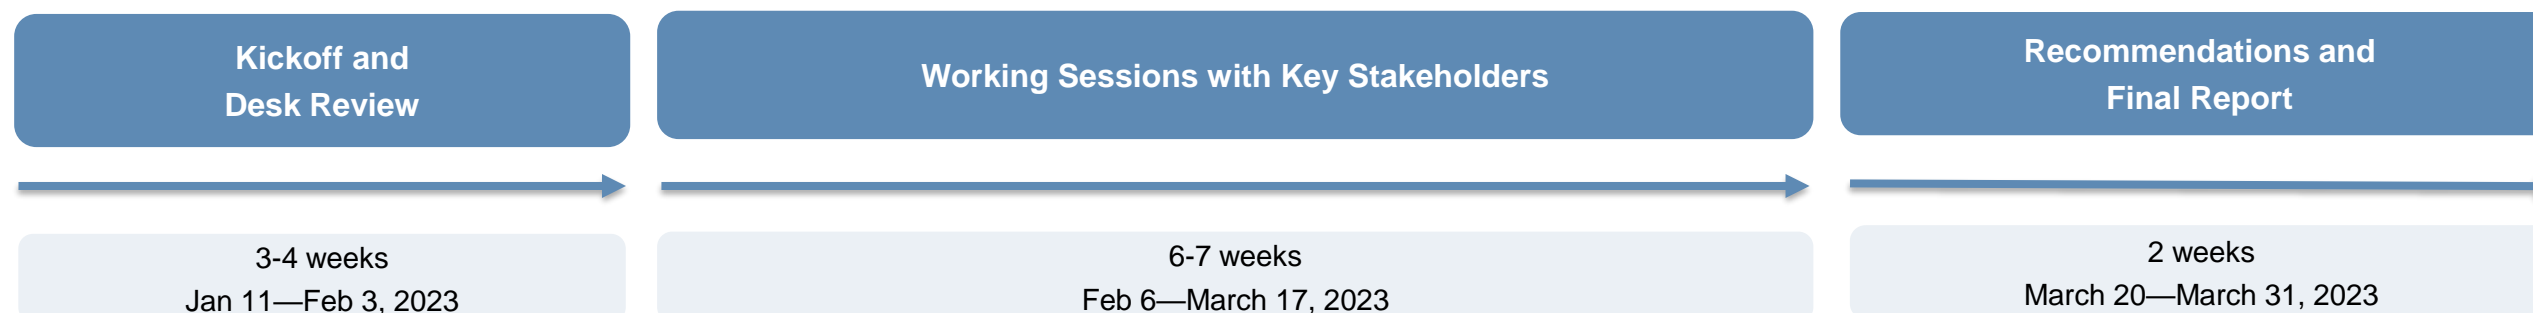 Kickoff and
Desk Review
Working Sessions with Key Stakeholders
Recommendations and
Final Report
3-4 weeks
Jan 11—Feb 3, 2023
6-7 weeks
Feb 6—March 17, 2023
2 weeks
March 20—March 31, 2023